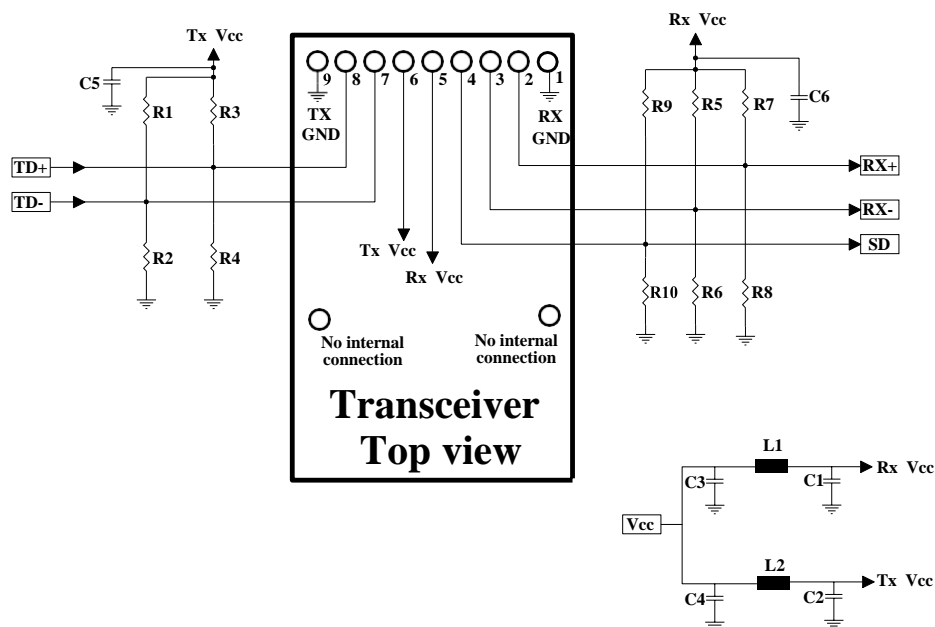 Tx Vcc
Rx Vcc
C5
R1
R3
9
8
7
6
5
4
3
2
1
TX
GND
RX
GND
R9
R5
R7
C6
TD+
TD-
RX+
RX-
SD
Tx Vcc
Rx Vcc
R2
R4
R10
R6
R8
No internal
connection
No internal
connection
Transceiver
Top view
L1
C3
C1
Rx Vcc
Vcc
L2
C4
C2
Tx Vcc